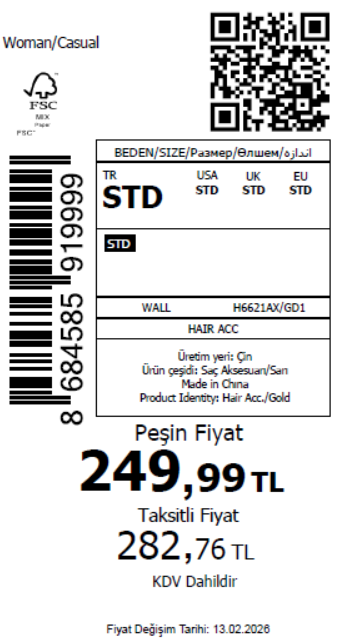 Woman/Casual
FSC
MIX
Paper
FSC™
BEDEN/SIZE/Размер/Өлшем/اندازه
TR USA UK EU
STD STD STD STD
STD
WALL H6621AX/GD1
HAIR ACC
Üretim yeri: Çin
Ürün çeşidi: Saç Aksesuarı/Sarı
Made in China
Product Identity: Hair Acc./Gold
8 684585 919999
Peşin Fiyat
249,99 TL
Taksitli Fiyat
282,76 TL
KDV Dahildir
Fiyat Değişim Tarihi: 13.02.2026